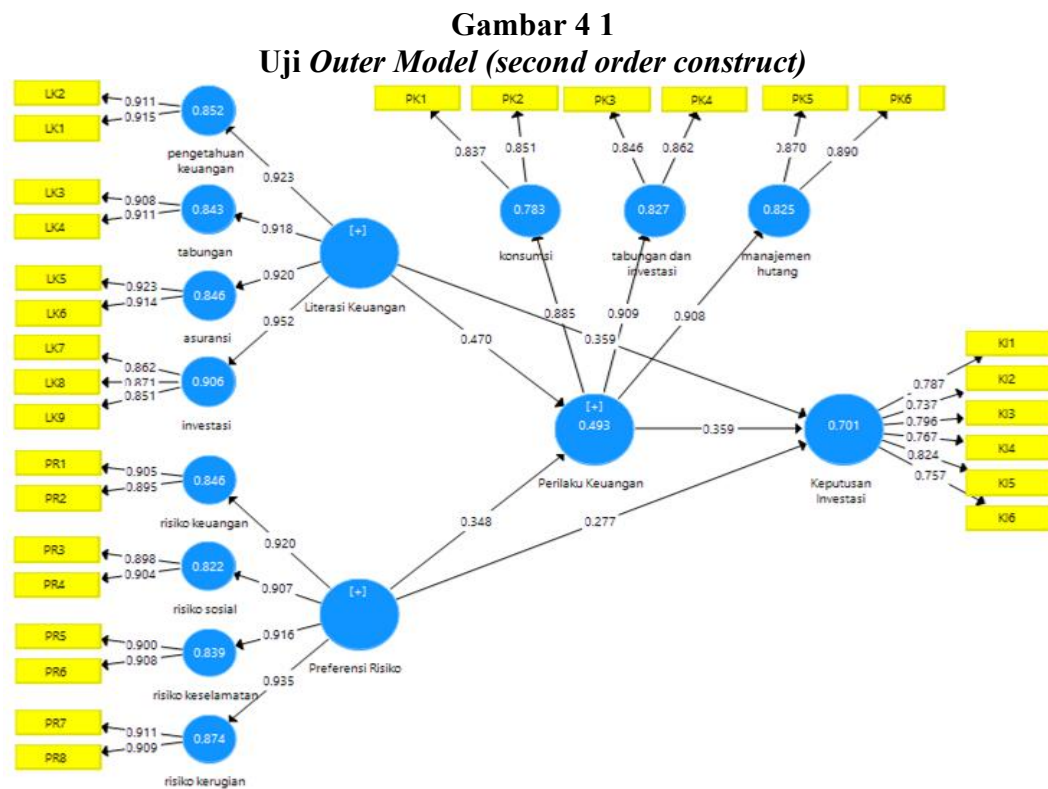 Gambar 4 1
Uji Outer Model (second order construct)
LK2
LK1
0.911
0.915
0.852
pengetahuan
keuangan
0.923
LK3
LK4
0.908
0.911
0.843
tabungan
0.918
LK5
LK6
0.923
0.914
0.846
asuransi
0.920
LK7
LK8
LK9
0.862
0.871
0.851
0.906
investasi
0.952
[+]
Literasi Keuangan
PK1
PK2
PK3
PK4
PK5
PK6
0.837
0.851
0.846
0.862
0.870
0.890
0.783
0.827
0.825
konsumsi
tabungan dan
investasi
manajemen
hutang
0.885
0.909
0.908
0.470
0.359
[+]
0.493
Perilaku Keuangan
0.359
0.348
0.277
0.701
Keputusan
Investasi
0.787
0.737
0.796
0.767
0.824
0.757
KI1
KI2
KI3
KI4
KI5
KI6
PR1
PR2
0.905
0.895
0.846
risiko keuangan
0.920
PR3
PR4
0.898
0.904
0.822
risiko sosial
0.907
PR5
PR6
0.900
0.908
0.839
risiko keselamatan
0.916
PR7
PR8
0.911
0.909
0.874
risiko kerugian
0.935
[+]
Preferensi Risiko